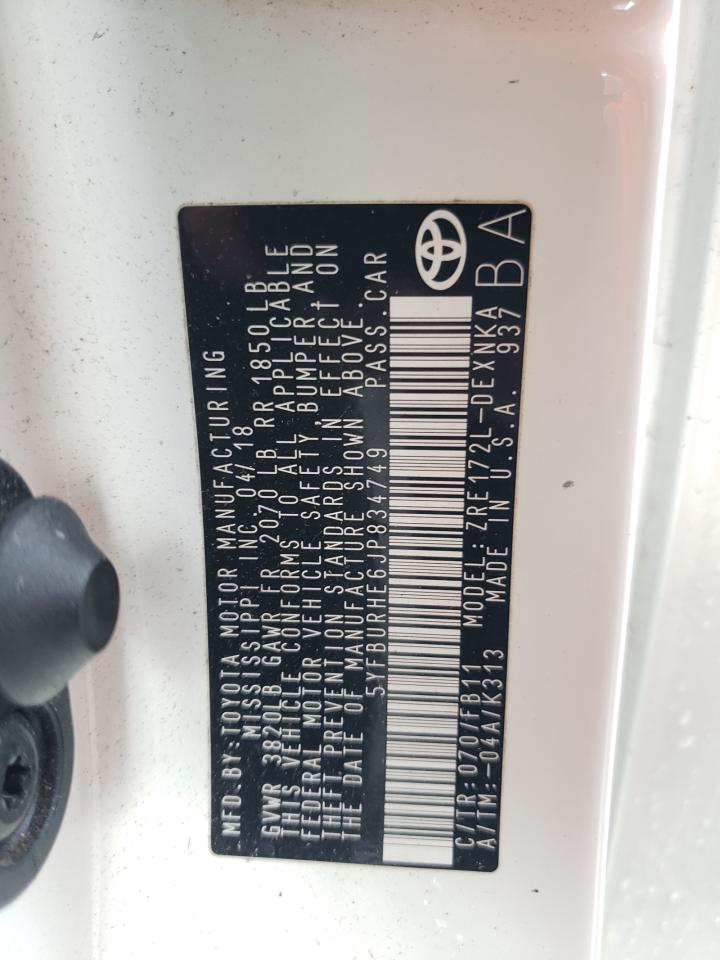 MFD.BY:TOYOTA MOTOR MANUFACTURING
MISSISSIPPI INC. 04/18
GVWR 3820LB GAWR FR 2070 LB RR 1850LB
THIS VEHICLE CONFORMS TO ALL APPLICABLE
FEDERAL MOTOR VEHICLE SAFETY, BUMPER AND
THEFT PREVENTION STANDARDS IN EFFECT ON
THE DATE OF MANUFACTURE SHOWN ABOVE.
5YFBURHE6JP834749 PASS.CAR
C/TR:070/FB11 MODEL:ZRE172L-DEXNKA
A/TM:-04A/K313 MADE IN U.S.A. 937
BA